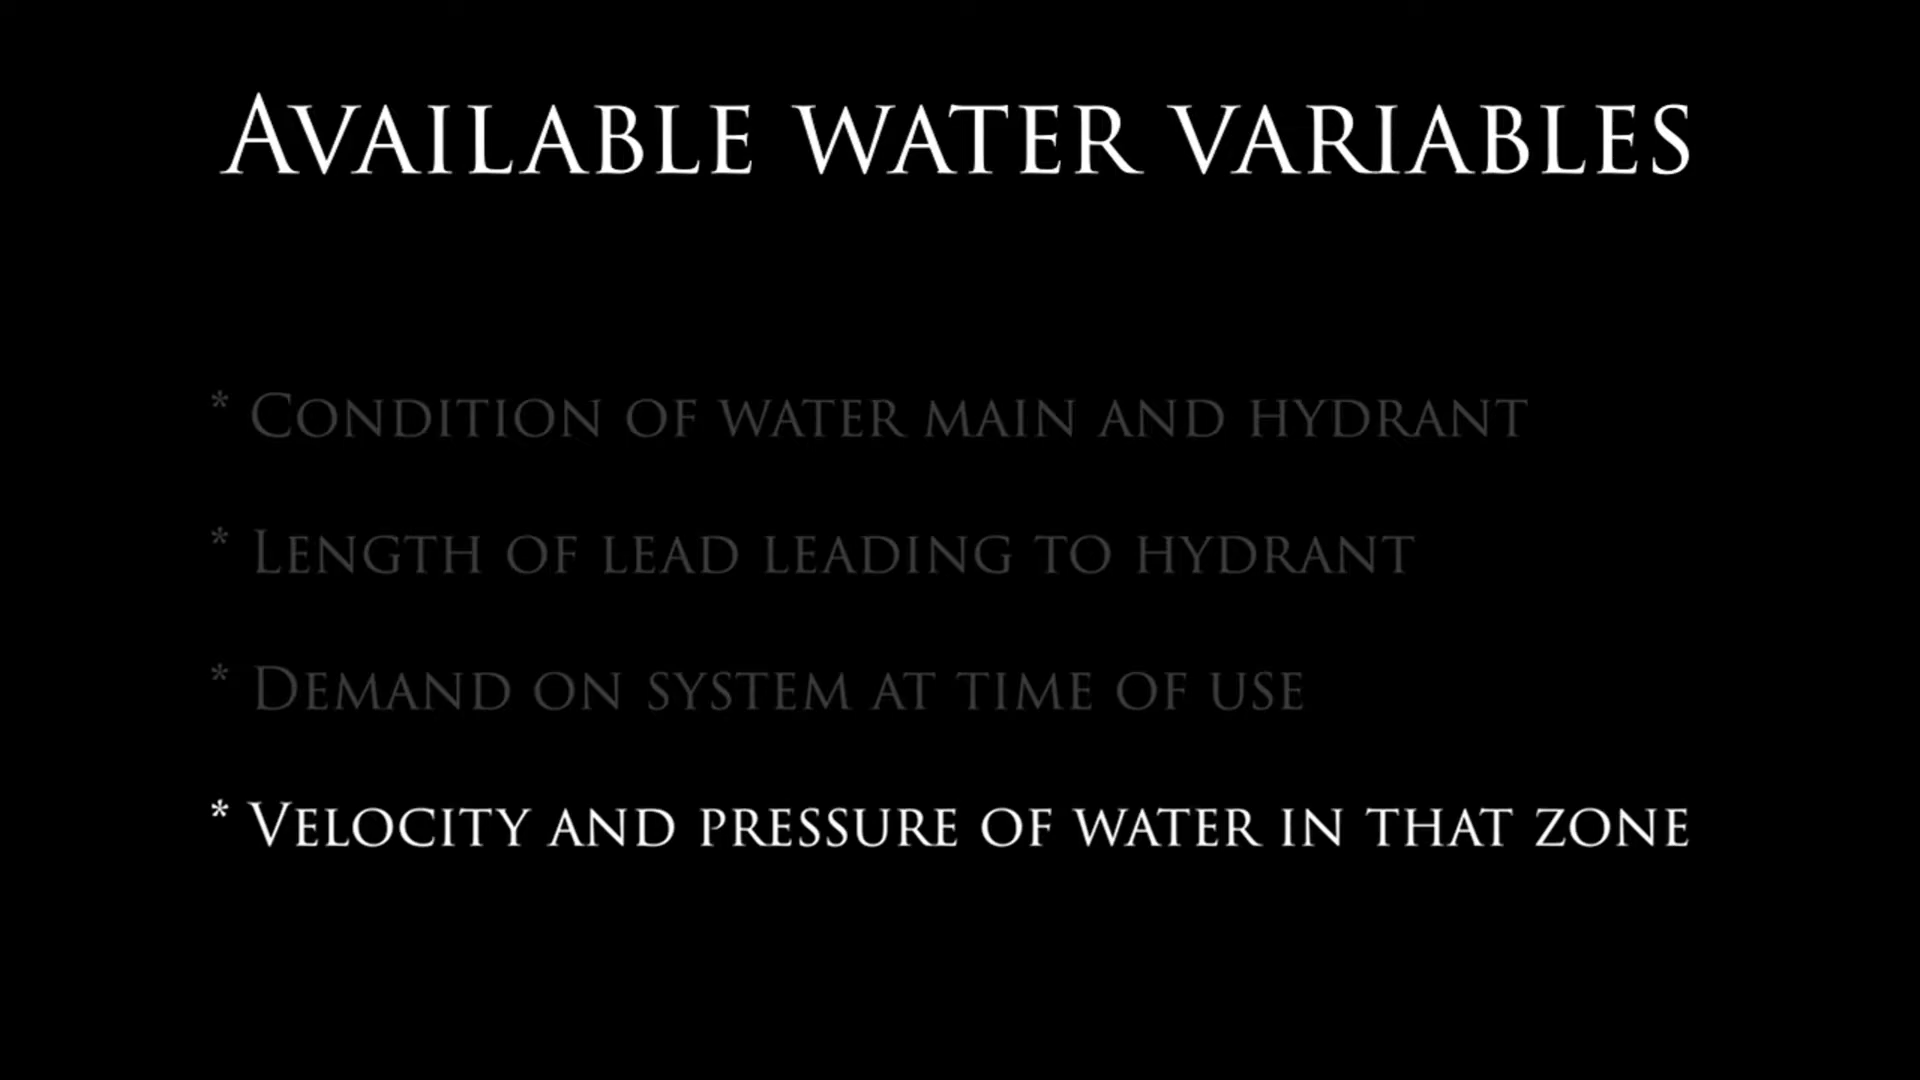 Available water variables
* Condition of water main and hydrant
* Length of lead leading to hydrant
* Demand on system at time of use
* Velocity and pressure of water in that zone